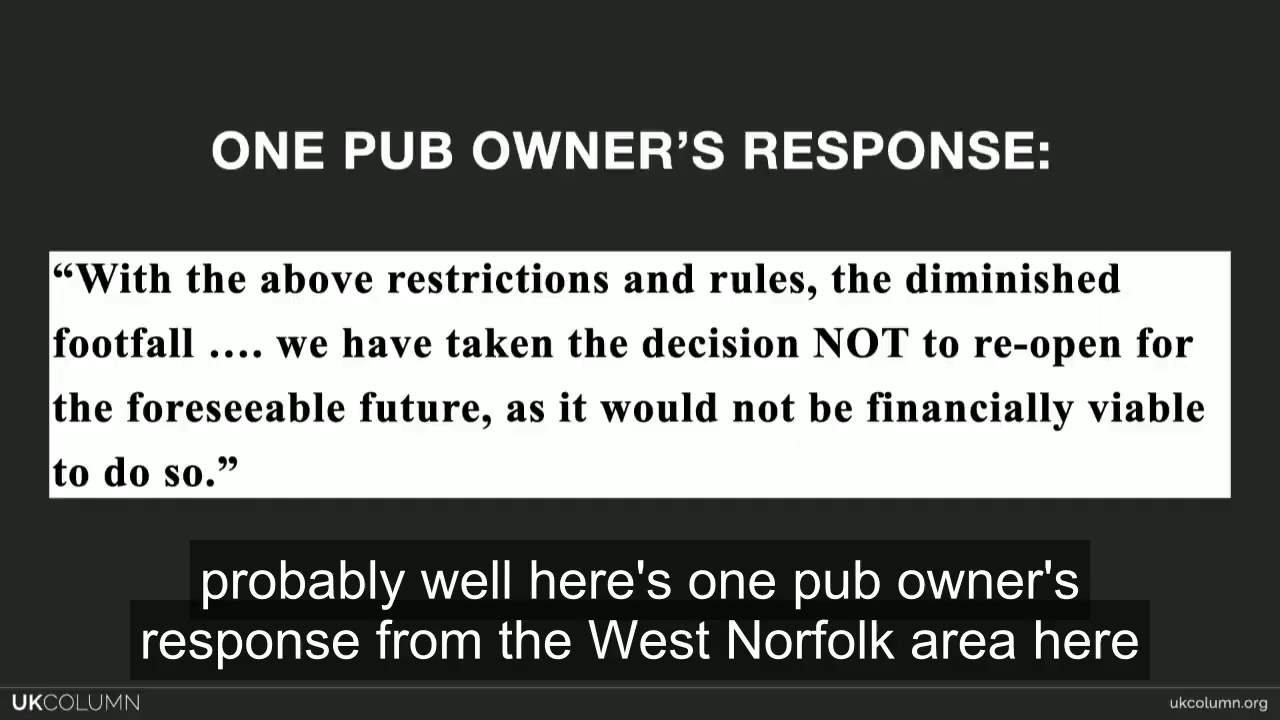 ONE PUB OWNER’S RESPONSE:
“With the above restrictions and rules, the diminished
footfall .... we have taken the decision NOT to re-open for
the foreseeable future, as it would not be financially viable
to do so.”
probably well here's one pub owner's
response from the West Norfolk area here
UKCOLUMN
ukcolumn.org